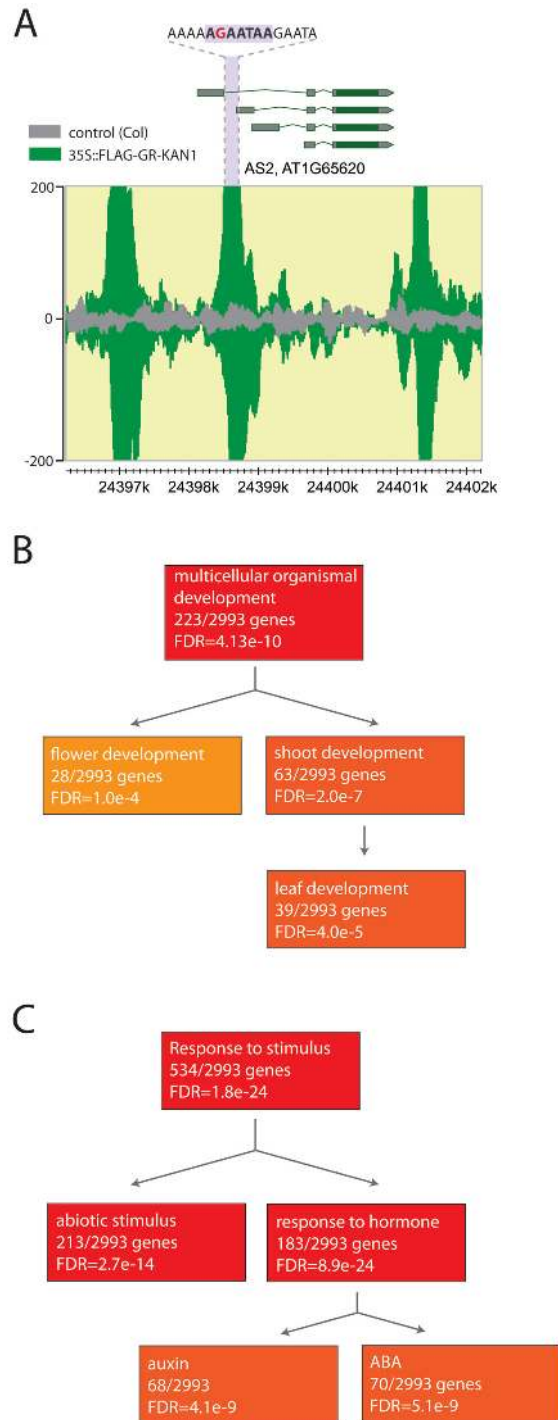 A
AAAAAGAATAAGAATA
control (Col)
35S::FLAG-GR-KAN1
AS2, AT1G65620
200
0
-200
24397k 24398k 24399k 24400k 24401k 24402k
B
multicellular organismal
development
223/2993 genes
FDR=4.13e-10
flower development
28/2993 genes
FDR=1.0e-4
shoot development
63/2993 genes
FDR=2.0e-7
leaf development
39/2993 genes
FDR=4.0e-5
C
Response to stimulus
534/2993 genes
FDR=1.8e-24
abiotic stimulus
213/2993 genes
FDR=2.7e-14
response to hormone
183/2993 genes
FDR=8.9e-24
auxin
68/2993
FDR=4.1e-9
ABA
70/2993 genes
FDR=5.1e-9